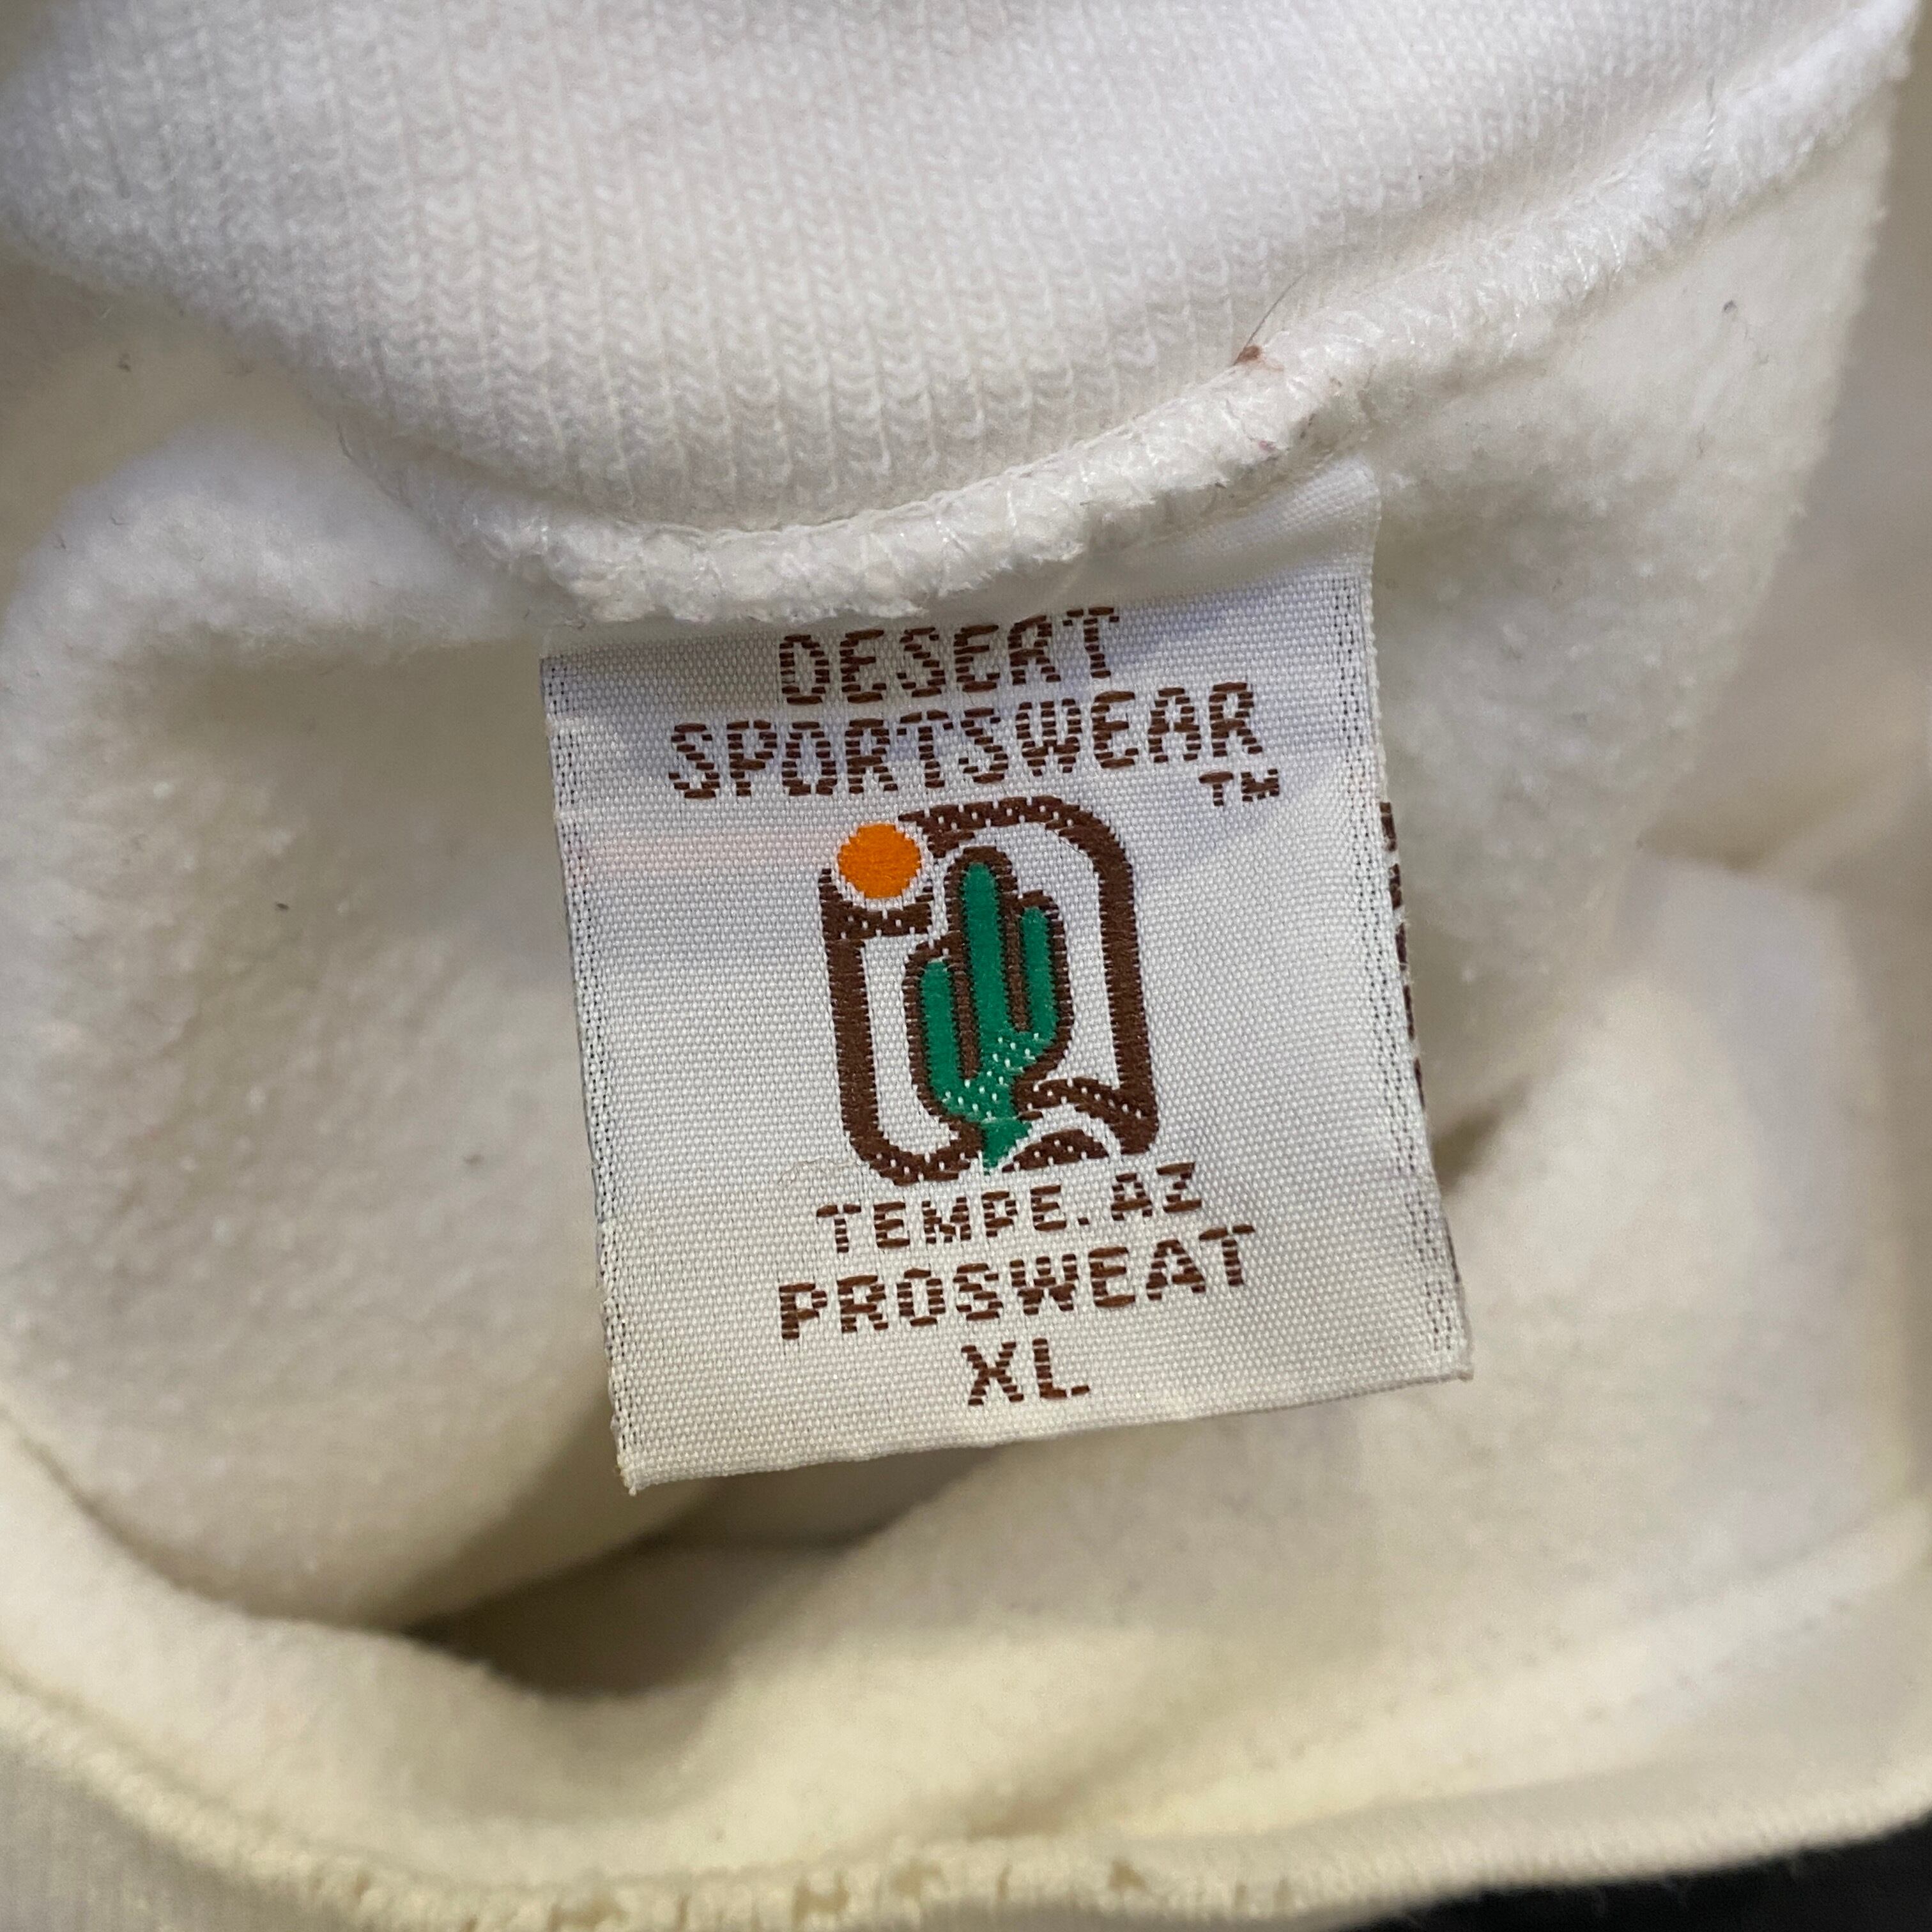 DESERT
SPORTSWEAR
TM
TEMPE. AZ
PROSWEAT
XL